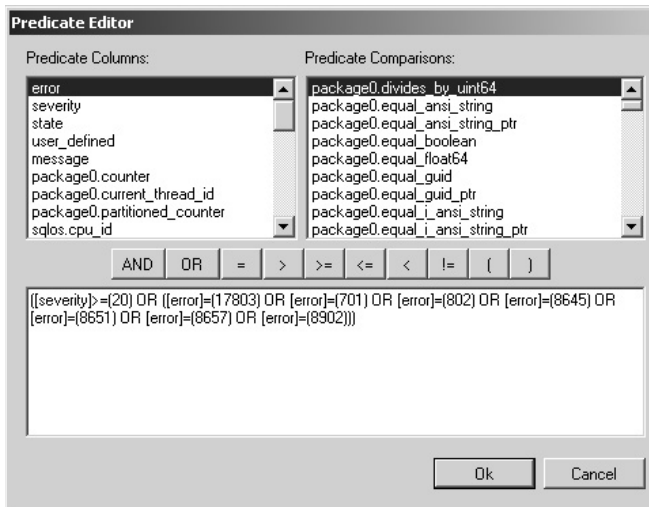 Predicate Editor
Predicate Columns:
Predicate Comparisons:
error
severity
state
user_defined
message
package0.counter
package0.current_thread_id
package0.partitioned_counter
sqlos.cpu_id
package0.divides_by_uint64
package0.equal_ansi_string
package0.equal_ansi_string_ptr
package0.equal_boolean
package0.equal_float64
package0.equal_guid
package0.equal_guid_ptr
package0.equal_i_ansi_string
package0.equal_i_ansi_string_ptr
AND OR = > >= <= < != ( )
([severity]>=(20) OR ([error]=(17803) OR [error]=(701) OR [error]=(802) OR [error]=(8645) OR
[error]=(8651) OR [error]=(8657) OR [error]=(8902)))
Ok Cancel